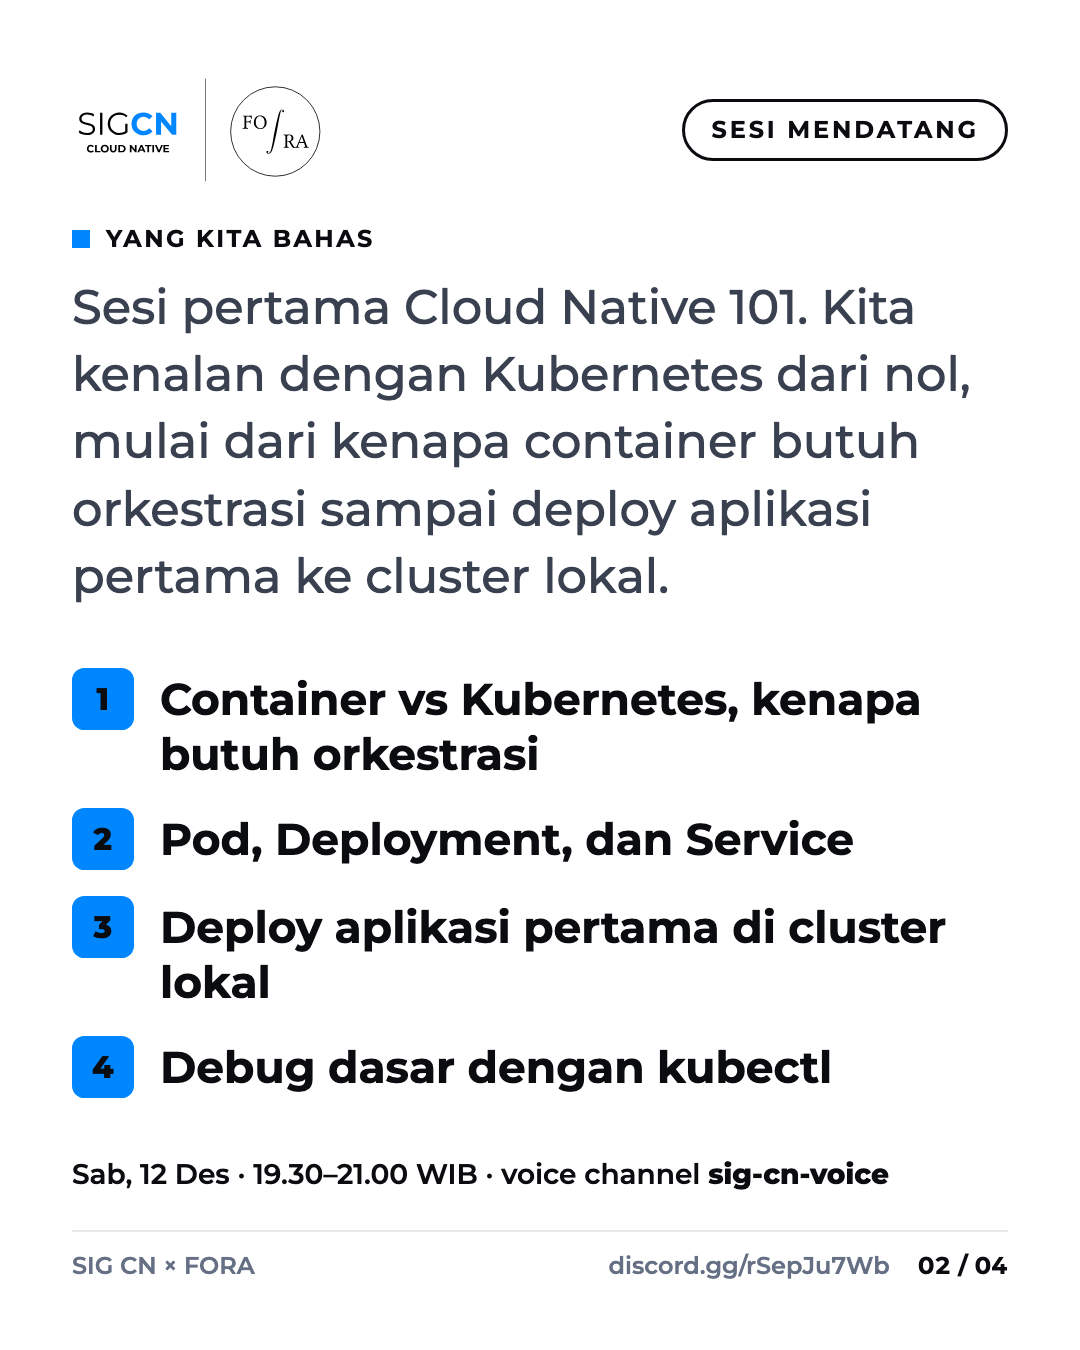 SIGCN
CLOUD NATIVE
FO RA
SESI MENDATANG
YANG KITA BAHAS
Sesi pertama Cloud Native 101. Kita
kenalan dengan Kubernetes dari nol,
mulai dari kenapa container butuh
orkestrasi sampai deploy aplikasi
pertama ke cluster lokal.
1 Container vs Kubernetes, kenapa
butuh orkestrasi
2 Pod, Deployment, dan Service
3 Deploy aplikasi pertama di cluster
lokal
4 Debug dasar dengan kubectl
Sab, 12 Des · 19.30–21.00 WIB · voice channel sig-cn-voice
SIG CN × FORA
discord.gg/rSepJu7Wb 02 / 04